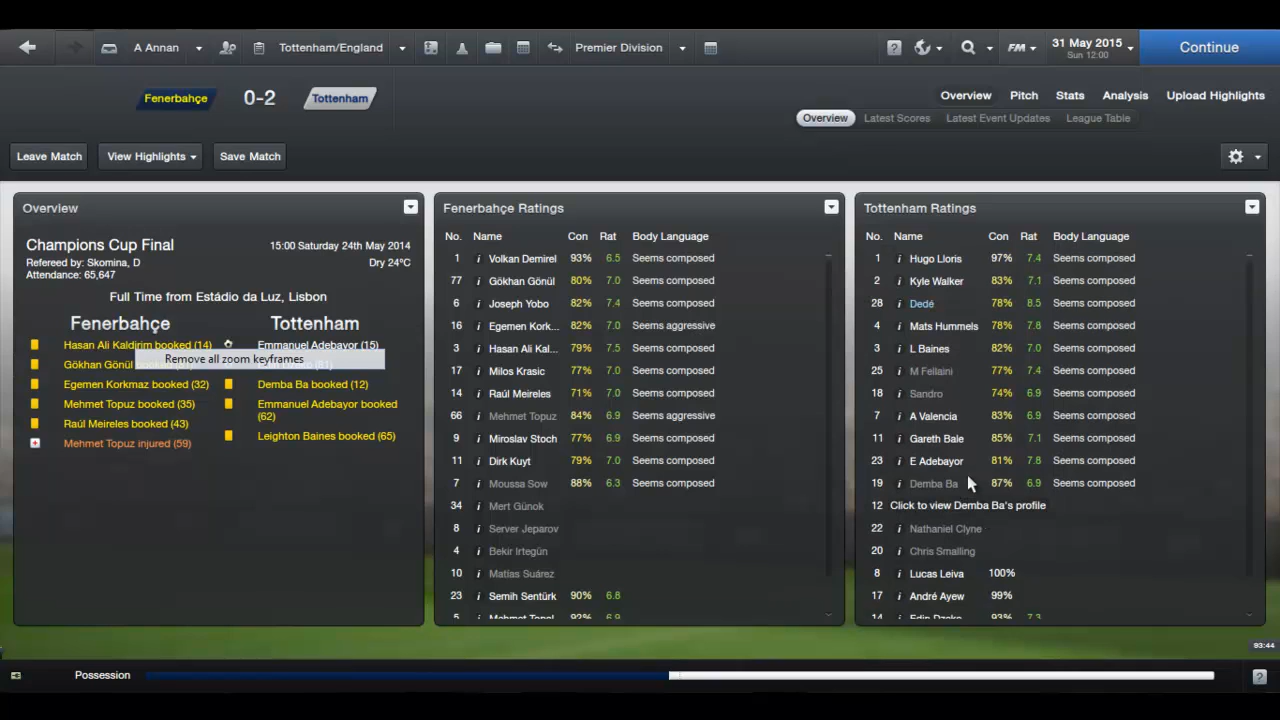 A Annan
Tottenham/England
Premier Division
FM
31 May 2015
Sun 12:00
Continue
Fenerbahçe
0-2
Tottenham
Overview Pitch Stats Analysis Upload Highlights
Overview Latest Scores Latest Event Updates League Table
Leave Match View Highlights Save Match
Overview
Champions Cup Final
15:00 Saturday 24th May 2014
Refereed by: Skomina, D
Dry 24°C
Attendance: 65,647
Full Time from Estádio da Luz, Lisbon
Fenerbahçe
Tottenham
Hasan Ali Kaldirim booked (14)
Emmanuel Adebayor (15)
Remove all zoom keyframes
Gökhan Gönül
Egemen Korkmaz booked (32)
Demba Ba booked (12)
Mehmet Topuz booked (35)
Emmanuel Adebayor booked
(62)
Raúl Meireles booked (43)
Leighton Baines booked (65)
Mehmet Topuz injured (59)
Fenerbahçe Ratings
No. Name Con Rat Body Language
1 i Volkan Demirel 93% 6.5 Seems composed
77 i Gökhan Gönül 80% 7.0 Seems composed
6 i Joseph Yobo 82% 7.4 Seems composed
16 i Egemen Kork... 82% 7.0 Seems aggressive
3 i Hasan Ali Kal... 79% 7.5 Seems composed
17 i Milos Krasic 77% 7.0 Seems composed
14 i Raúl Meireles 71% 7.0 Seems composed
66 i Mehmet Topuz 84% 6.9 Seems aggressive
9 i Miroslav Stoch 77% 6.9 Seems composed
11 i Dirk Kuyt 79% 7.0 Seems composed
7 i Moussa Sow 88% 6.3 Seems composed
34 i Mert Günok
8 i Server Jeparov
4 i Bekir Irtegün
10 i Matías Suárez
23 i Semih Sentürk 90% 6.8
5 i Mehmet Topal 92% 6.9
Tottenham Ratings
No. Name Con Rat Body Language
1 i Hugo Lloris 97% 7.4 Seems composed
2 i Kyle Walker 83% 7.1 Seems composed
28 i Dedé 78% 8.5 Seems composed
4 i Mats Hummels 78% 7.8 Seems composed
3 i L Baines 82% 7.0 Seems composed
25 i M Fellaini 77% 7.4 Seems composed
18 i Sandro 74% 6.9 Seems composed
7 i A Valencia 83% 6.9 Seems composed
11 i Gareth Bale 85% 7.1 Seems composed
23 i E Adebayor 81% 7.8 Seems composed
19 i Demba Ba 87% 6.9 Seems composed
12 Click to view Demba Ba's profile
22 i Nathaniel Clyne
20 i Chris Smalling
8 i Lucas Leiva 100%
17 i André Ayew 99%
14 i Edin Dzeko 93% 7.3
93:44
Possession